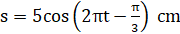 s = 5cos(2πt − π/3) cm